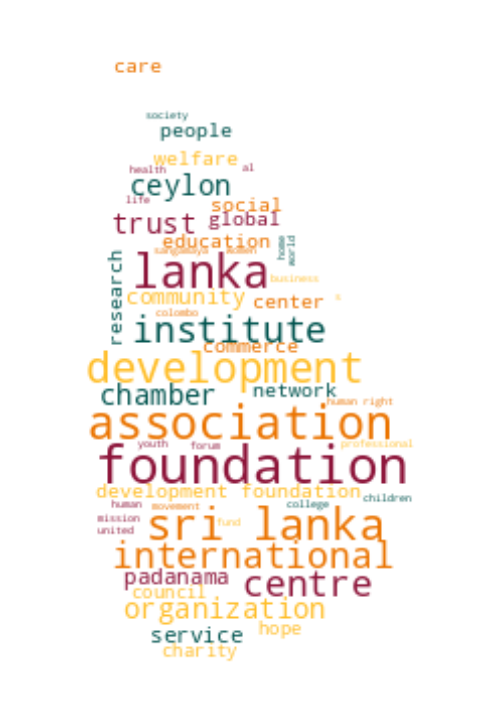 care
society
people
welfare
health al
ceylon
life
social
trust global
education
home world
sangamaya women
research
lanka
business
community center s
colombo
institute
commerce
development
chamber network
human right
association
youth forum professional
foundation
development foundation
children
human movement college
mission
sri fund lanka
united
international
padanama centre
council
organization
hope
service
charity